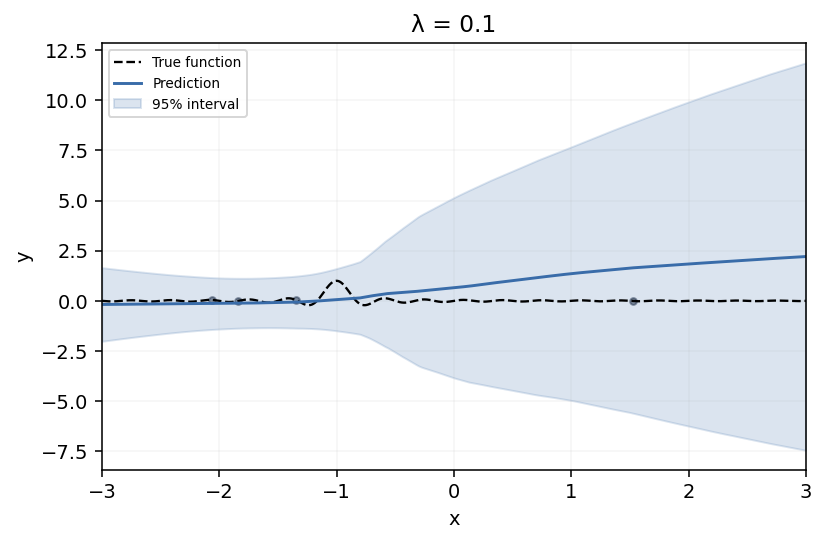 λ = 0.1
True function
Prediction
95% interval
12.5
10.0
7.5
5.0
2.5
0.0
−2.5
−5.0
−7.5
y
−3 −2 −1 0 1 2 3
x